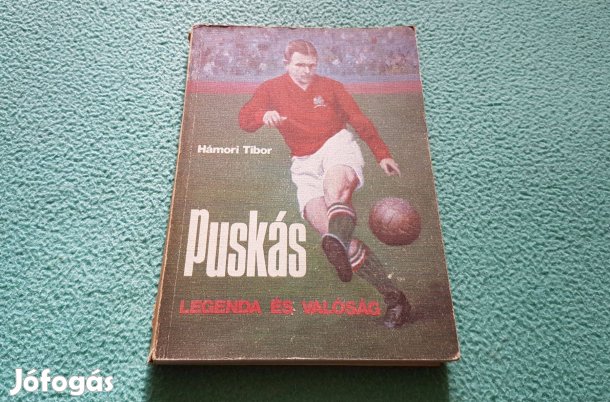 Hámori Tibor
Puskás
LEGENDA ÉS VALÓSÁG
Jófogás